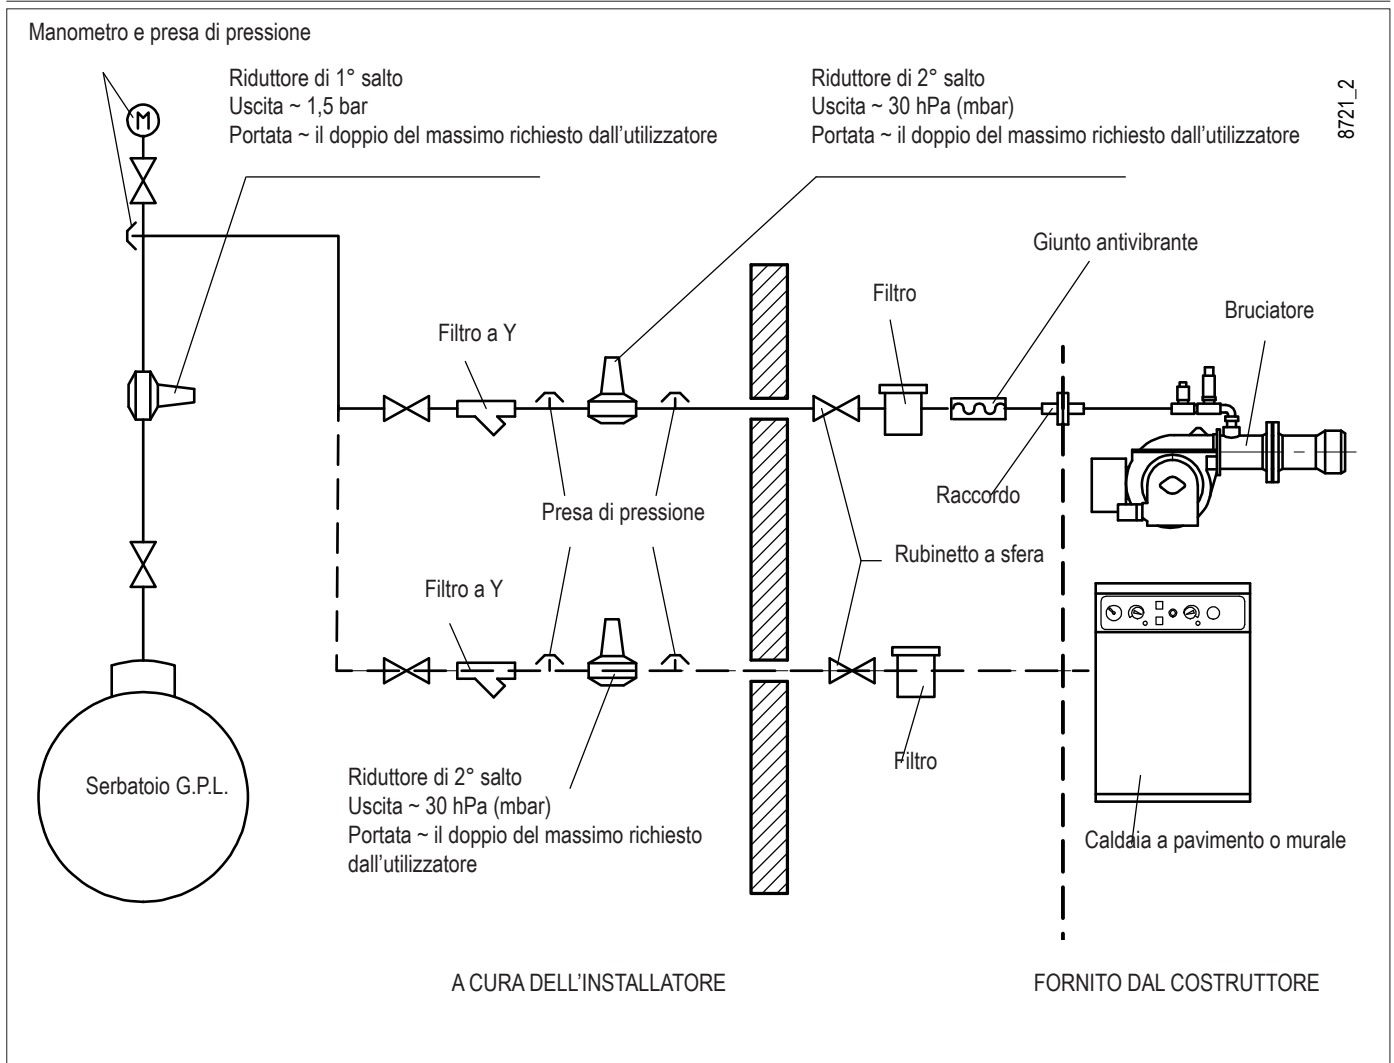 Manometro e presa di pressione
Riduttore di 1° salto
Uscita ~ 1,5 bar
Portata ~ il doppio del massimo richiesto dall'utilizzatore
Riduttore di 2° salto
Uscita ~ 30 hPa (mbar)
Portata ~ il doppio del massimo richiesto dall'utilizzatore
8721_2
M
Giunto antivibrante
Filtro
Bruciatore
Filtro a Y
Raccordo
Presa di pressione
Rubinetto a sfera
Filtro a Y
Serbatoio G.P.L.
Filtro
Riduttore di 2° salto
Uscita ~ 30 hPa (mbar)
Portata ~ il doppio del massimo richiesto
dall'utilizzatore
Caldaia a pavimento o murale
A CURA DELL'INSTALLATORE
FORNITO DAL COSTRUTTORE